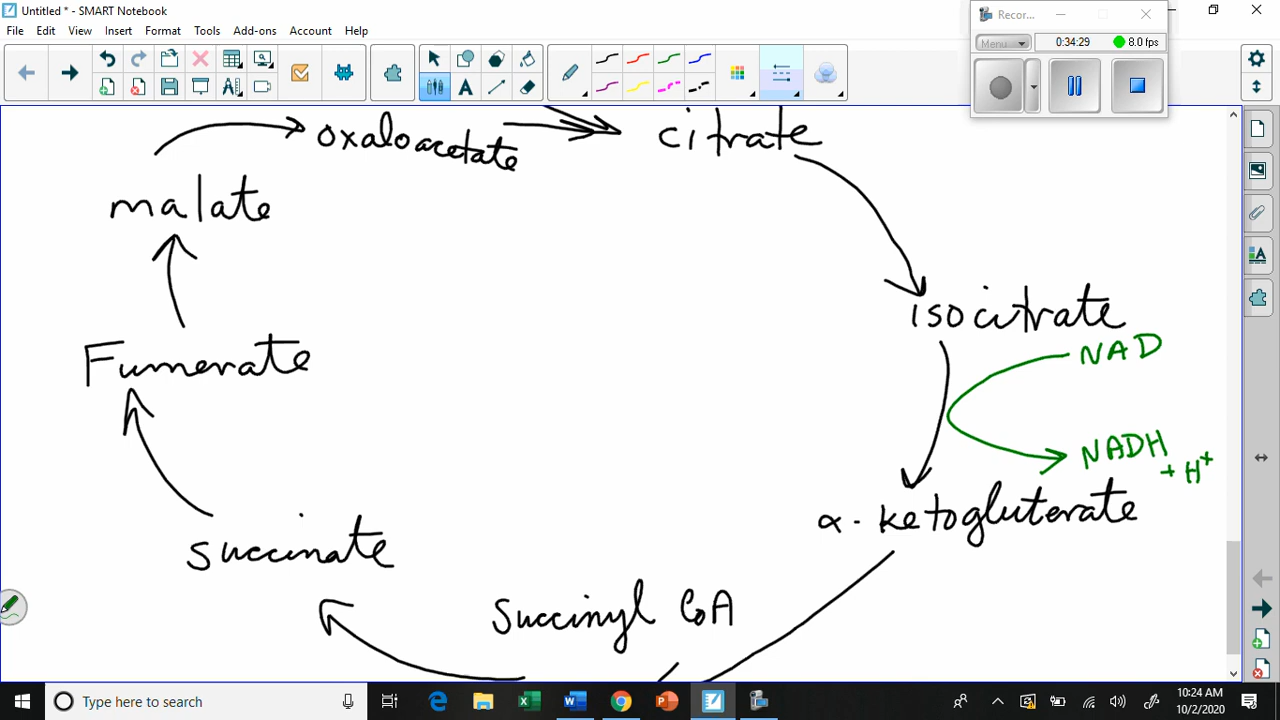 Untitled * - SMART Notebook
Recor...
File Edit View Insert Format Tools Add-ons Account Help
Menu
0:34:29
8.0 fps
oxaloacetate
citrate
malate
isocitrate
NAD
Fumerate
NADH
+ H+
α-ketogluterate
succinate
Succinyl CoA
Type here to search
10:24 AM
10/2/2020